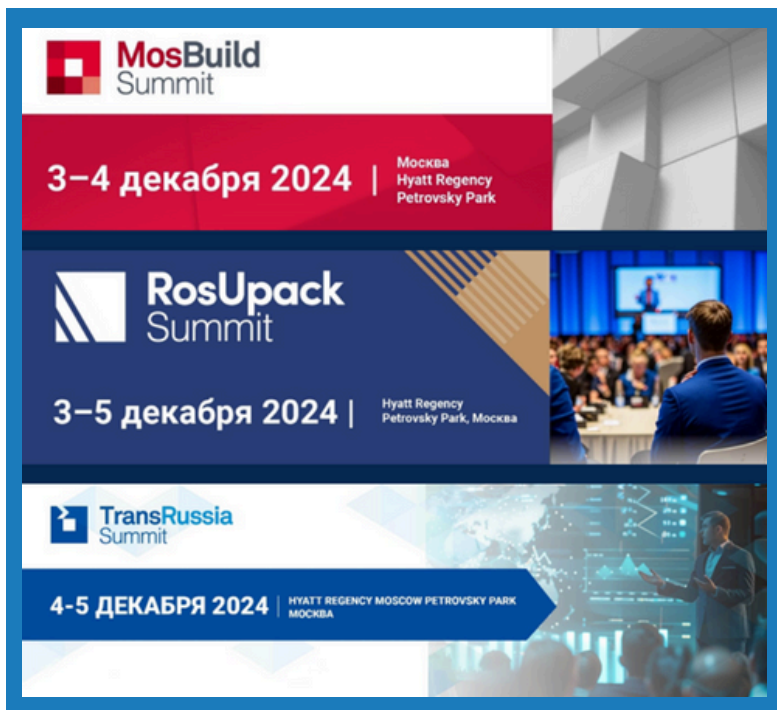 MosBuild
Summit
3–4 декабря 2024 |
Москва
Hyatt Regency
Petrovsky Park
RosUpack
Summit
3–5 декабря 2024 |
Hyatt Regency
Petrovsky Park, Москва
TransRussia
Summit
4-5 ДЕКАБРЯ 2024 |
HYATT REGENCY MOSCOW PETROVSKY PARK
МОСКВА